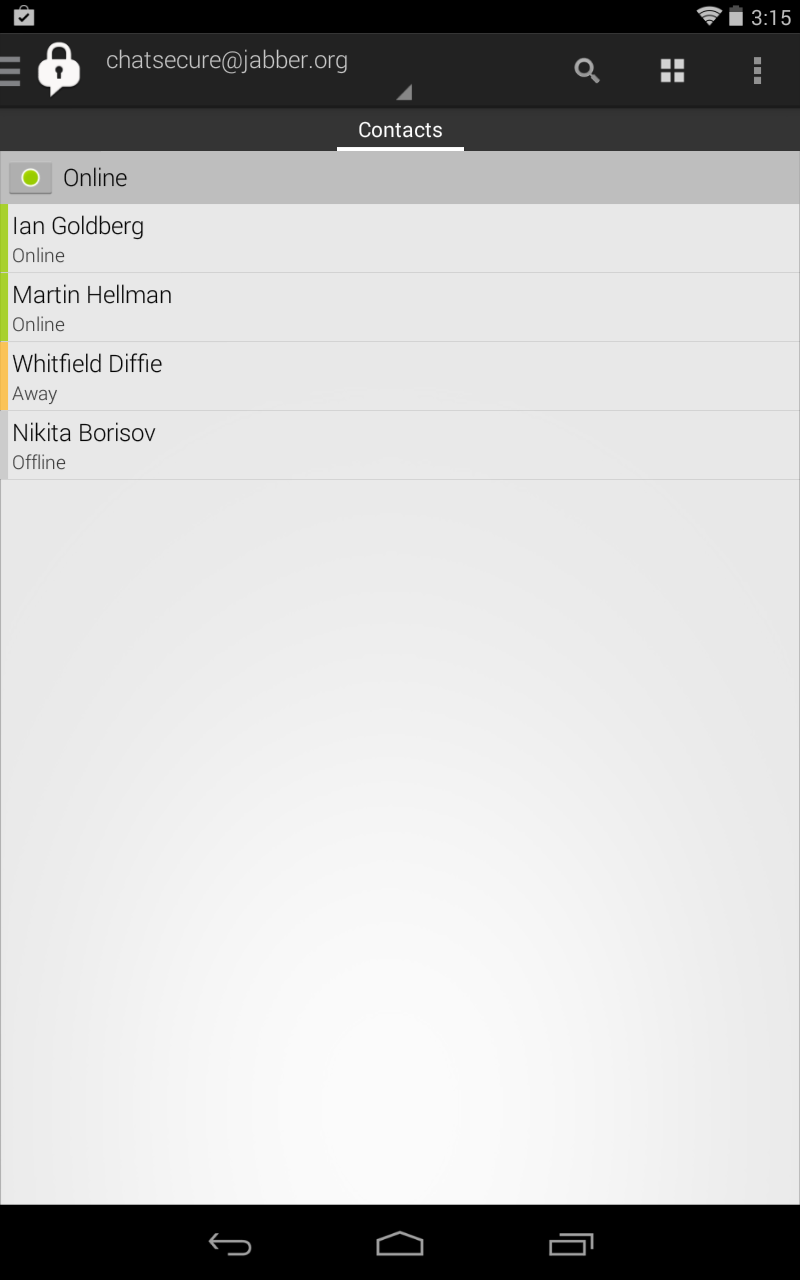 3:15
chatsecure@jabber.org
Contacts
Online
Ian Goldberg
Online
Martin Hellman
Online
Whitfield Diffie
Away
Nikita Borisov
Offline